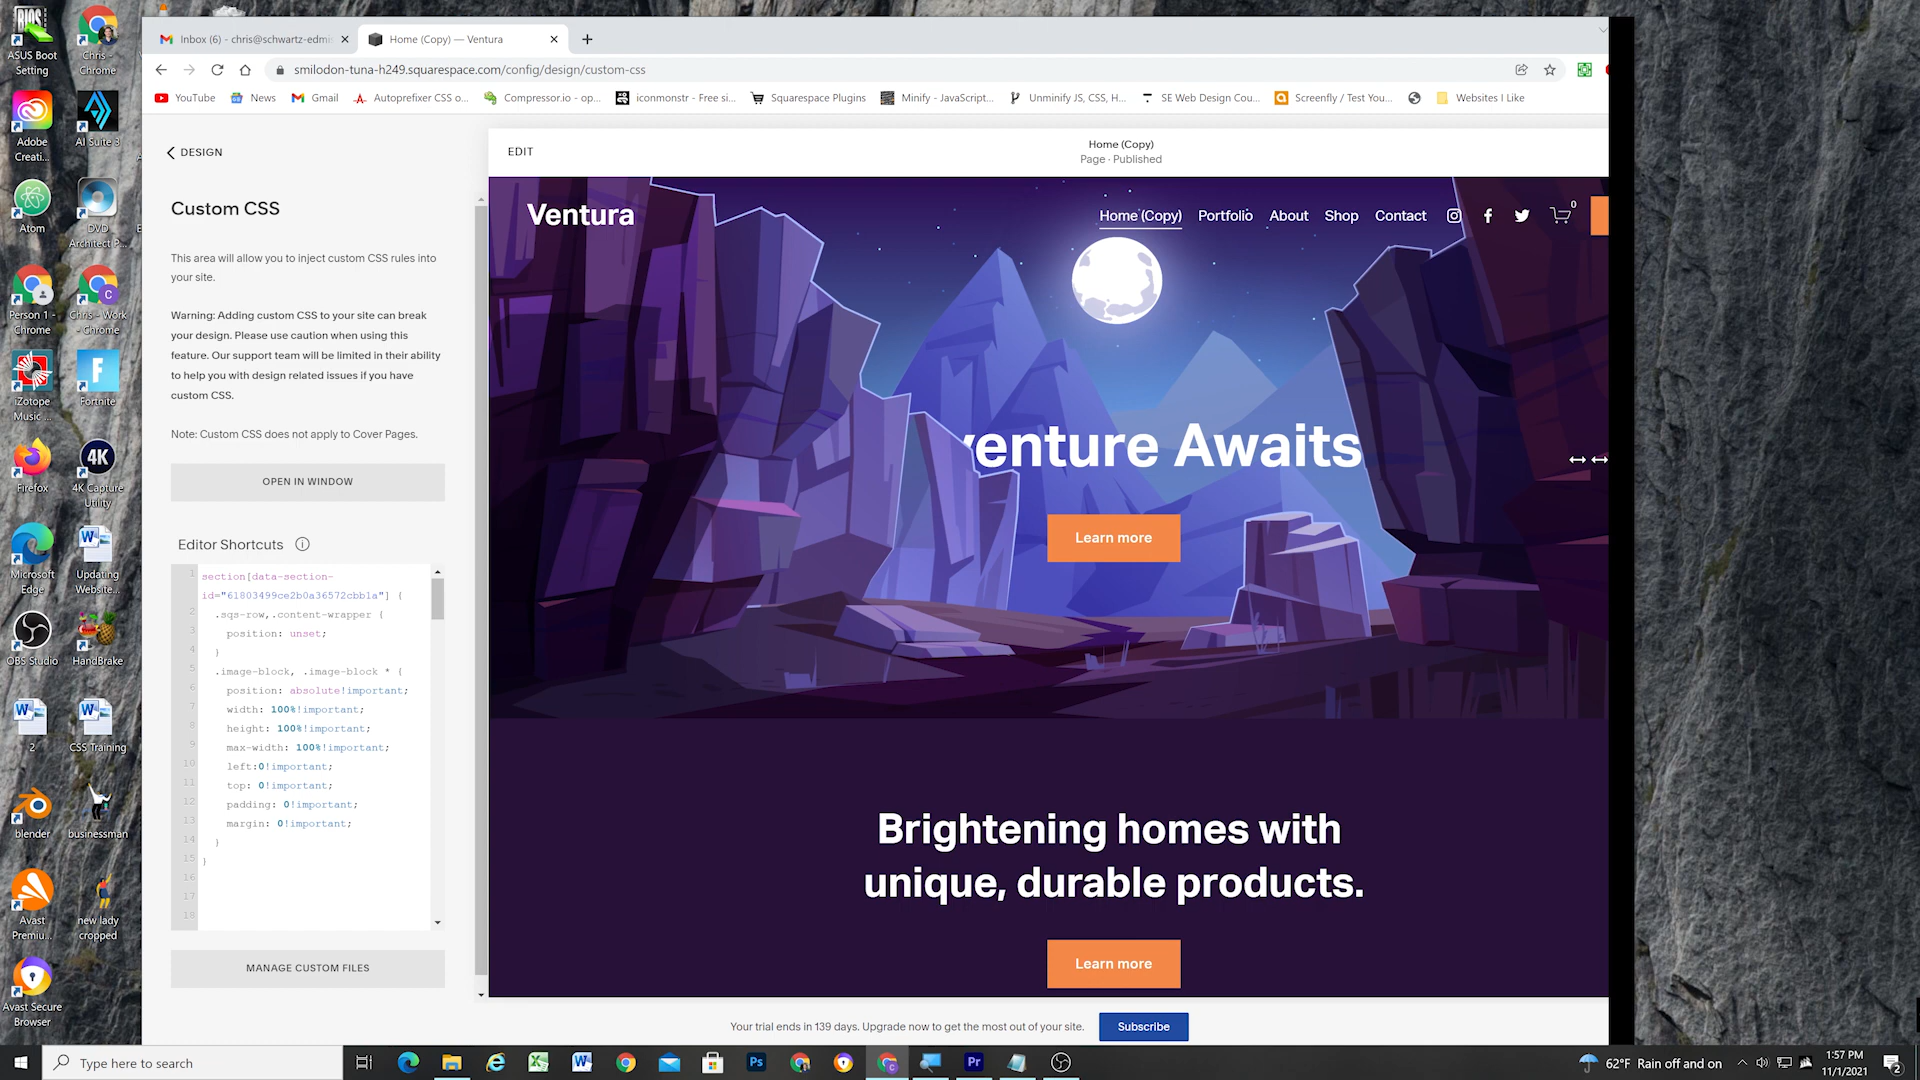 ASUS Boot
Setting
Chris -
Chrome
Adobe
Creati...
AI Suite 3
Atom
DVD
Architect P...
Person 1 -
Chrome
Chris - Work
- Chrome
iZotope
Music ...
Fortnite
Firefox
4K Capture
Utility
Microsoft
Edge
Updating
Website...
OBS Studio
HandBrake
2
CSS Training
blender
businessman
Avast
Premiu...
new lady
cropped
Avast Secure
Browser
Inbox (6) - chris@schwartz-edmi
Home (Copy) — Ventura
smilodon-tuna-h249.squarespace.com/config/design/custom-css
YouTube
News
Gmail
Autoprefixer CSS o...
Compressor.io - op...
iconmonstr - Free si...
Squarespace Plugins
Minify - JavaScript...
Unminify JS, CSS, H...
SE Web Design Cou...
Screenfly / Test You...
Websites I Like
DESIGN
Custom CSS
This area will allow you to inject custom CSS rules into
your site.
Warning: Adding custom CSS to your site can break
your design. Please use caution when using this
feature. Our support team will be limited in their ability
to help you with design related issues if you have
custom CSS.
Note: Custom CSS does not apply to Cover Pages.
OPEN IN WINDOW
Editor Shortcuts
1 section[data-section-
id="61803499ce2b0a36572cbb1a"] {
2 .sqs-row,.content-wrapper {
3 position: unset;
4 }
5 .image-block, .image-block * {
6 position: absolute!important;
7 width: 100%!important;
8 height: 100%!important;
9 max-width: 100%!important;
10 left:0!important;
11 top: 0!important;
12 padding: 0!important;
13 margin: 0!important;
14 }
15 }
16
17
18
MANAGE CUSTOM FILES
EDIT
Home (Copy)
Page · Published
Ventura
Home (Copy) Portfolio About Shop Contact
0
enture Awaits
Learn more
Brightening homes with
unique, durable products.
Learn more
Your trial ends in 139 days. Upgrade now to get the most out of your site.
Subscribe
Type here to search
62°F Rain off and on
1:57 PM
11/1/2021
2